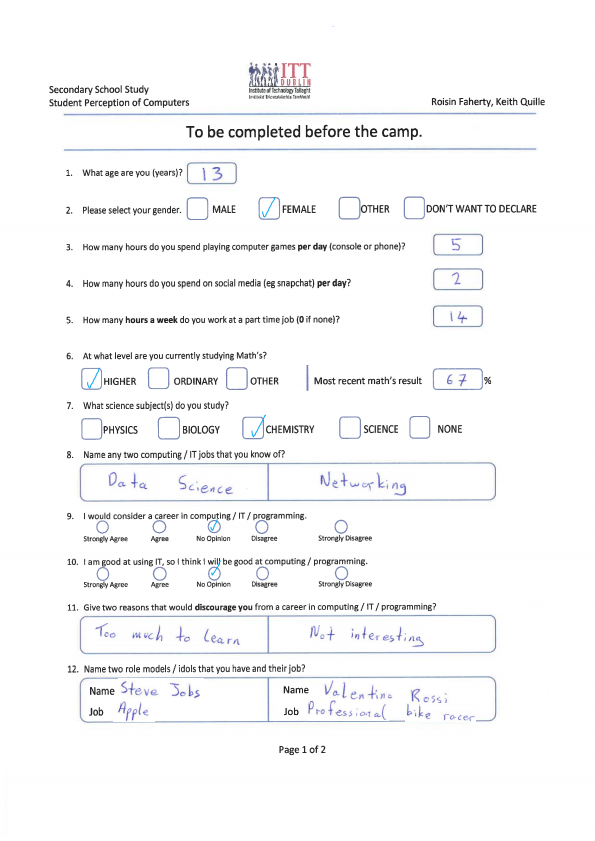 ITT
DUBLIN
Institute of Technology Tallaght
Secondary School Study
Student Perception of Computers
Roisin Faherty, Keith Quille
To be completed before the camp.
1. What age are you (years)? 13
2. Please select your gender. MALE FEMALE OTHER DON'T WANT TO DECLARE
3. How many hours do you spend playing computer games per day (console or phone)? 5
4. How many hours do you spend on social media (eg snapchat) per day? 2
5. How many hours a week do you work at a part time job (0 if none)? 14
6. At what level are you currently studying Math's?
HIGHER ORDINARY OTHER Most recent math's result 67 %
7. What science subject(s) do you study?
PHYSICS BIOLOGY CHEMISTRY SCIENCE NONE
8. Name any two computing / IT jobs that you know of?
Data Science Networking
9. I would consider a career in computing / IT / programming.
Strongly Agree Agree No Opinion Disagree Strongly Disagree
10. I am good at using IT, so i think I will be good at computing / programming.
Strongly Agree Agree No Opinion Disagree Strongly Disagree
11. Give two reasons that would discourage you from a career in computing / IT / programming?
Too much to learn Not interesting
12. Name two role models / idols that you have and their job?
Name Steve Jobs Name Valentino Rossi
Job Apple Job Professional bike racer
Page 1 of 2